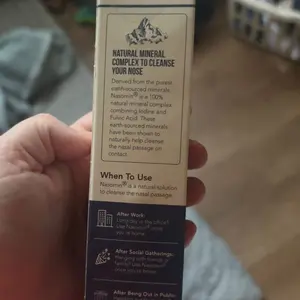 NATURAL MINERAL
COMPLEX TO CLEANSE
YOUR NOSE
Derived from the purest
earth-sourced minerals
Nasomin® is a 100%
natural mineral complex
combining Iodine and
Fulvic Acid. These
earth-sourced minerals
have been shown to
naturally help cleanse
the nasal passage on
contact.
When To Use
Nasomin® is a natural solution
to cleanse the nasal passage.
After Work:
After Social Gatherings:
After Being Out in Public: